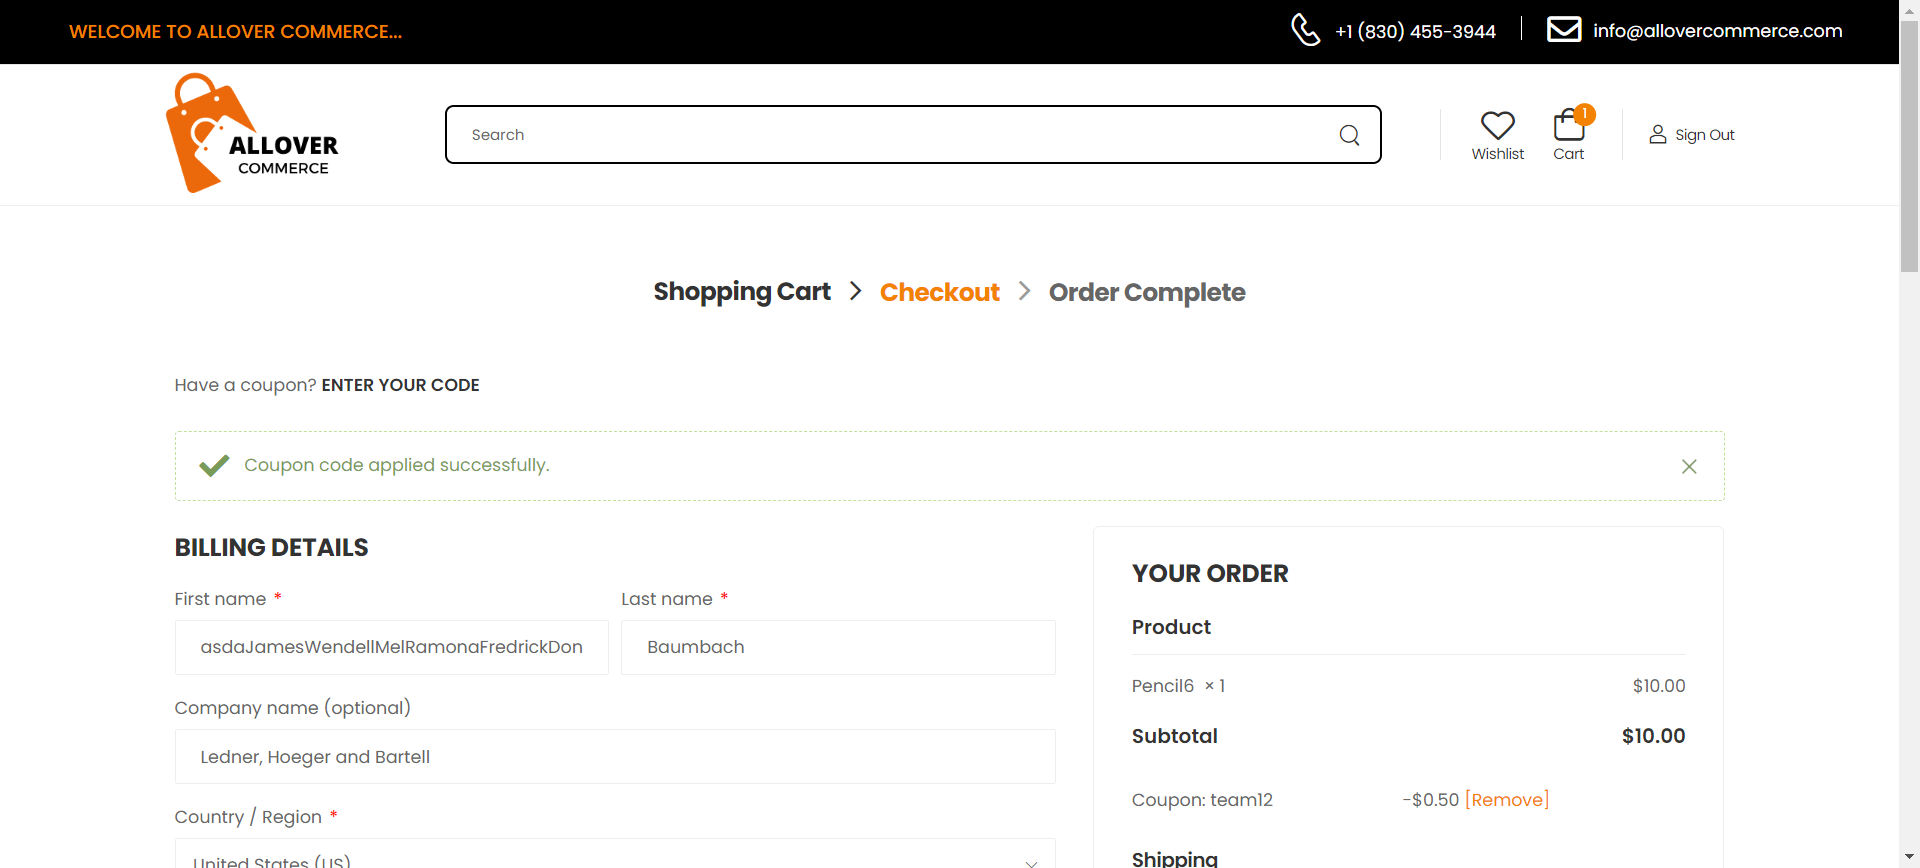 WELCOME TO ALLOVER COMMERCE...
+1 (830) 455-3944
info@allovercommerce.com
ALLOVER
COMMERCE
Search
Wishlist
1
Cart
Sign Out
Shopping Cart
Checkout
Order Complete
Have a coupon? ENTER YOUR CODE
Coupon code applied successfully.
BILLING DETAILS
First name *
Last name *
asdaJamesWendellMelRamonaFredrickDon
Baumbach
Company name (optional)
Ledner, Hoeger and Bartell
Country / Region *
United States (US)
YOUR ORDER
Product
Pencil6 × 1 $10.00
Subtotal $10.00
Coupon: team12 -$0.50 [Remove]
Shipping